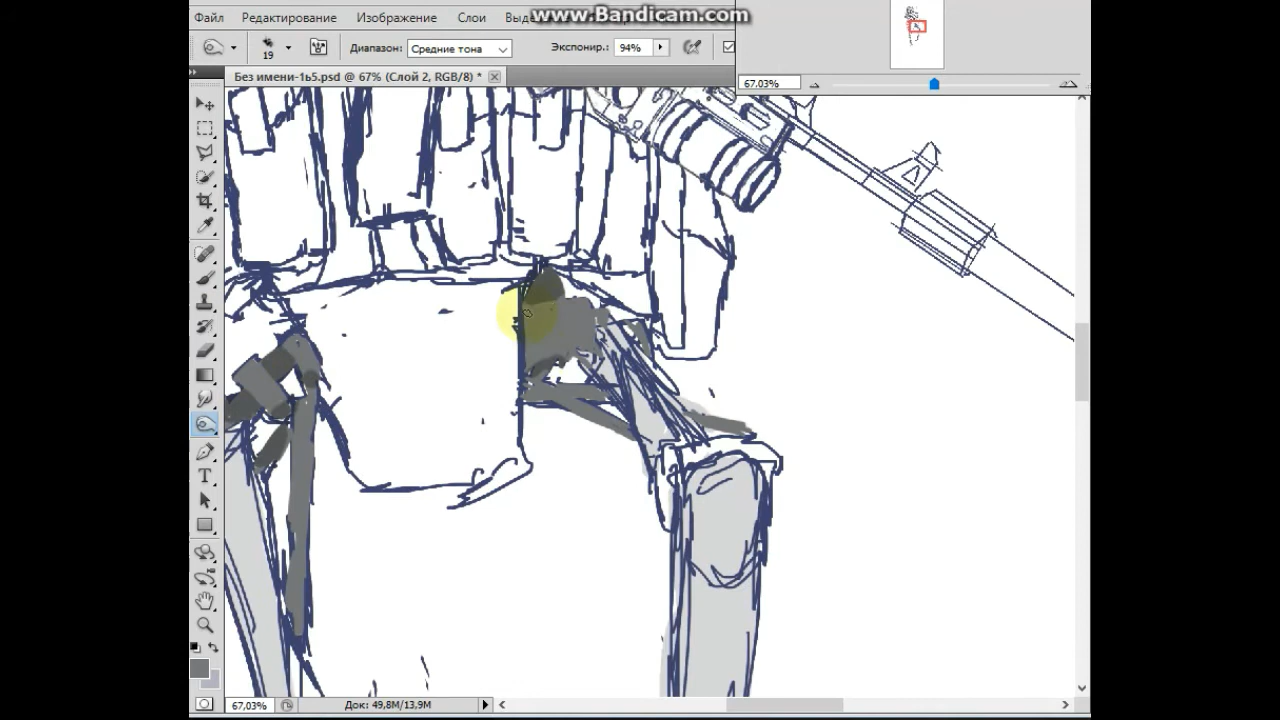 www.Bandicam.com
Файл Редактирование Изображение Слои Выде
19 Диапазон: Средние тона Экспонир.: 94%
67.03%
Без имени-1ь5.psd @ 67% (Слой 2, RGB/8) *
T
67,03% Док: 49,8M/13,9M